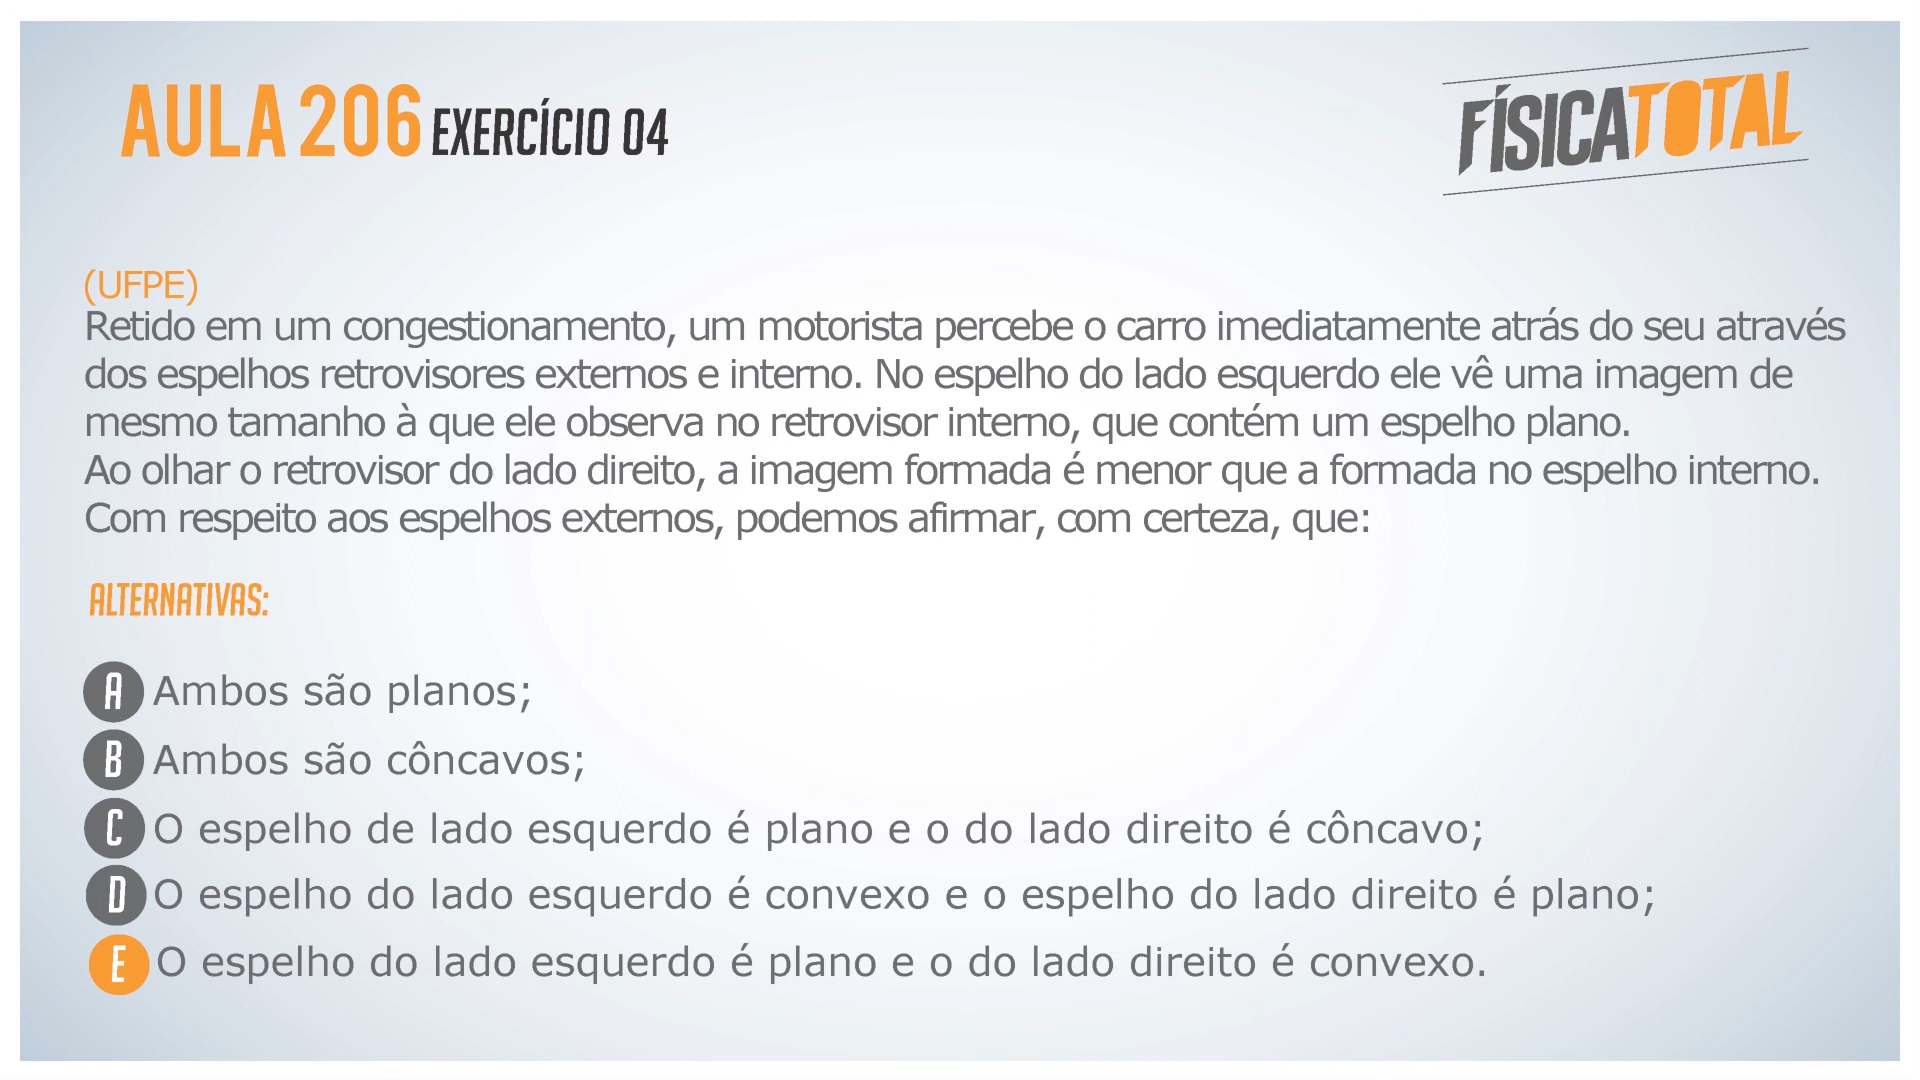 AULA 206 EXERCÍCIO 04
FÍSICATOTAL
(UFPE)
Retido em um congestionamento, um motorista percebe o carro imediatamente atrás do seu através
dos espelhos retrovisores externos e interno. No espelho do lado esquerdo ele vê uma imagem de
mesmo tamanho à que ele observa no retrovisor interno, que contém um espelho plano.
Ao olhar o retrovisor do lado direito, a imagem formada é menor que a formada no espelho interno.
Com respeito aos espelhos externos, podemos afirmar, com certeza, que:
ALTERNATIVAS:
A Ambos são planos;
B Ambos são côncavos;
C O espelho de lado esquerdo é plano e o do lado direito é côncavo;
D O espelho do lado esquerdo é convexo e o espelho do lado direito é plano;
E O espelho do lado esquerdo é plano e o do lado direito é convexo.